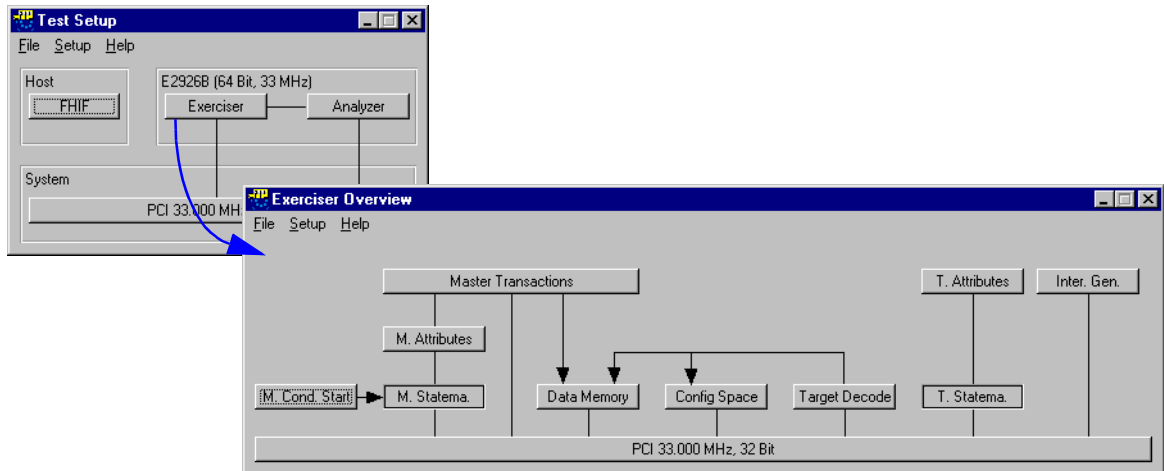 Test Setup
File Setup Help
Host
E2926B (64 Bit, 33 MHz)
FHIF
Exerciser
Analyzer
System
PCI 33.000 MH
Exerciser Overview
File Setup Help
Master Transactions
T. Attributes
Inter. Gen.
M. Attributes
M. Cond. Start
M. Statema.
Data Memory
Config Space
Target Decode
T. Statema.
PCI 33.000 MHz, 32 Bit